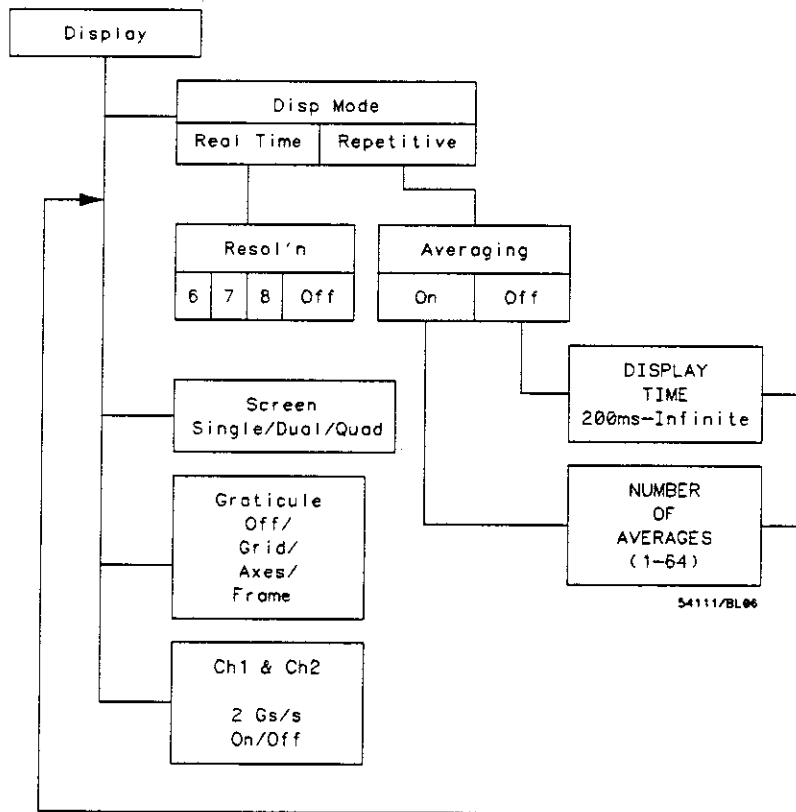 Display
Disp Mode
Real Time Repetitive
Resol'n
6 7 8 Off
Averaging
On Off
DISPLAY
TIME
200ms-Infinite
Screen
Single/Dual/Quad
NUMBER
OF
AVERAGES
(1-64)
Graticule
Off/
Grid/
Axes/
Frame
54111/BL06
Ch1 & Ch2
2 Gs/s
On/Off